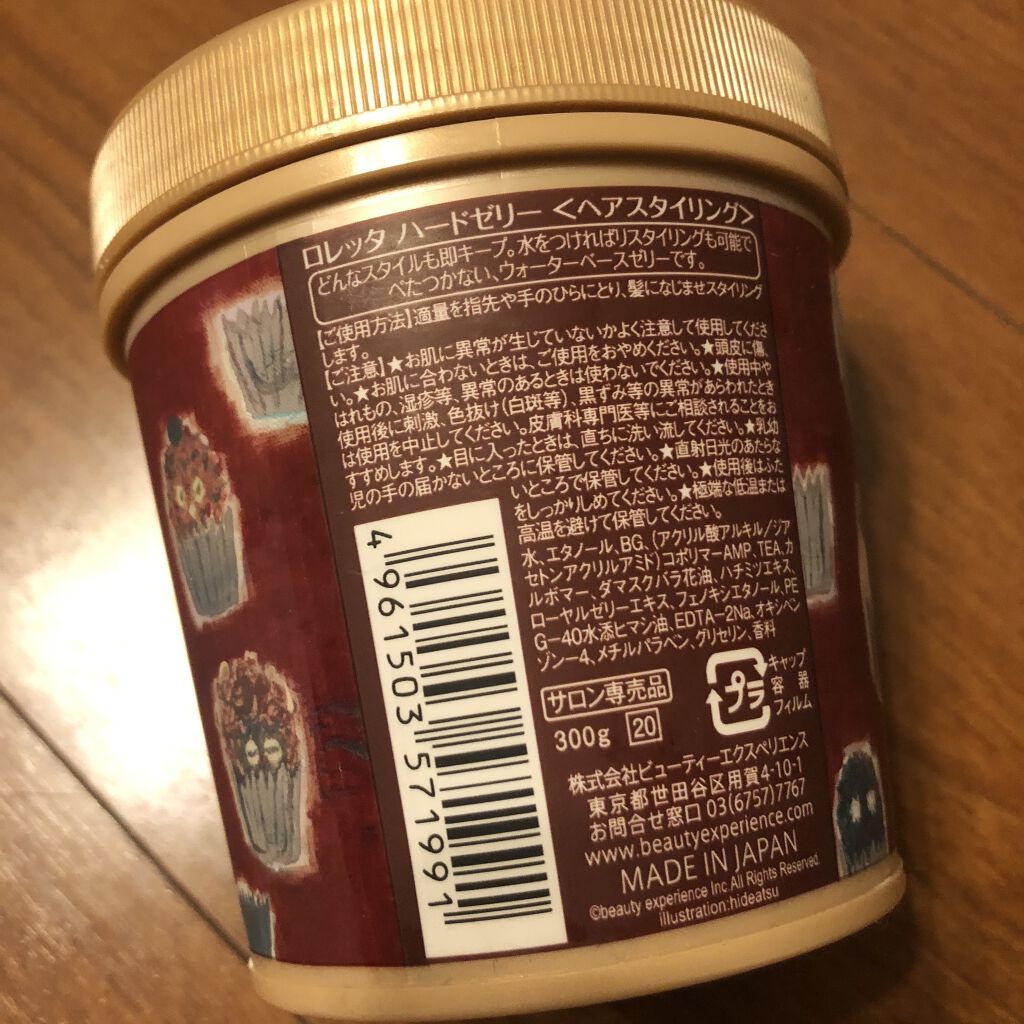 ロレッタ ハードゼリー <ヘアスタイリング>
どんなスタイルも即キープ。水をつければリスタイリングも可能で
べたつかない、ウォーターベースゼリーです。
【ご使用方法】適量を指先や手のひらにとり、髪になじませスタイリング
します。
【ご注意】★お肌に異常が生じていないかよく注意して使用してくださ
い。★お肌に合わないときは、ご使用をおやめください。★頭皮に傷、
はれもの、湿疹等、異常のあるときは使わないでください。★使用中や
使用後に刺激、色抜け(白斑等)、黒ずみ等の異常があらわれたとき
は使用を中止してください。皮膚科専門医等にご相談されることをお
すすめします。★目に入ったときは、直ちに洗い流してください。★乳幼
児の手の届かないところに保管してください。★直射日光のあたらな
いところで保管してください。★使用後はふた
をしっかりしめてください。★極端な低温または
高温を避けて保管してください。
水、エタノール、BG、(アクリル酸アルキル/ジア
セトンアクリルアミド)コポリマーAMP、TEA、カ
ルボマー、ダマスクバラ花油、ハチミツエキス、
ローヤルゼリーエキス、フェノキシエタノール、PE
G-40水添ヒマシ油、EDTA-2Na、オキシベン
ゾン-4、メチルパラベン、グリセリン、香料
サロン専売品
300g 20
プラ
キャップ
容器
フィルム
株式会社ビューティーエクスペリエンス
東京都世田谷区用賀4-10-1
お問合せ窓口 03(6757)7767
www.beautyexperience.com
MADE IN JAPAN
©beauty experience Inc All Rights Reserved.
illustration:hideatsu
4961503571991